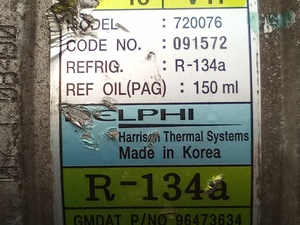 MODEL : 720076
CODE NO. : 091572
REFRIG. : R-134a
REF OIL(PAG) : 150 ml
ELPHI
Harrison Thermal Systems
Made in Korea
R-134a
GMDAT P/NO 96473634